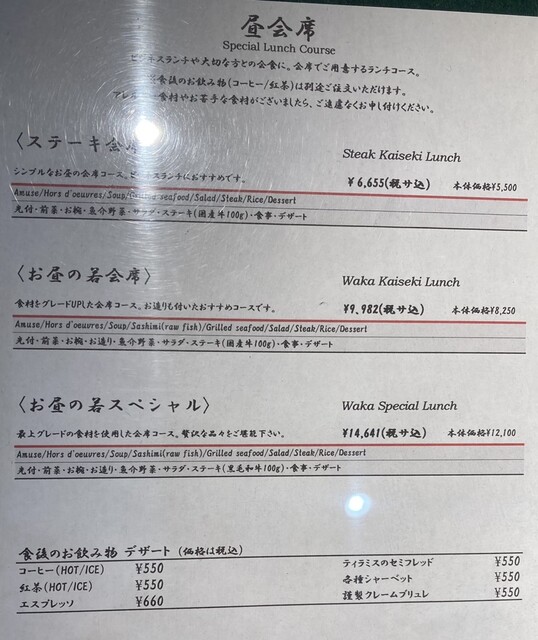 昼会席
Special Lunch Course
ビジネスランチや大切な方との会食に。会席でご用意するランチコース。
食後のお飲み物(コーヒー/紅茶)は別途ご注文いただけます。
アレ 食材やお苦手な食材がございましたら、ご遠慮なくお申し付けください。
〈ステーキ会席 Steak Kaiseki Lunch
シンプルなお昼の会席コース。ビジネスランチにおすすめです。 ¥6,655(税サ込) 本体価格¥5,500
Amuse/Hors d'oeuvres/Soup/Grilled seafood/Salad/Steak/Rice/Dessert
先付・前菜・お椀・魚介野菜・サラダ・ステーキ(国産牛100g)・食事・デザート
〈お昼の若会席〉 Waka Kaiseki Lunch
食材をグレードUPした会席コース。お造りも付いたおすすめコースです。 ¥9,982(税サ込) 本体価格¥8,250
Amuse/Hors d'oeuvres/Soup/Sashimi(raw fish)/Grilled seafood/Salad/Steak/Rice/Dessert
先付・前菜・お椀・お造り・魚介野菜・サラダ・ステーキ(国産牛100g)・食事・デザート
〈お昼の若スペシャル〉 Waka Special Lunch
最上グレードの食材を使用した会席コース。贅沢な品々をご堪能下さい。 ¥14,641(税サ込) 本体価格¥12,100
Amuse/Hors d'oeuvres/Soup/Sashimi(raw fish)/Grilled seafood/Salad/Steak/Rice/Dessert
先付・前菜・お椀・お造り・魚介野菜・サラダ・ステーキ(黒毛和牛100g)・食事・デザート
食後のお飲み物 デザート (価格は税込)
コーヒー(HOT/ICE) ¥550 ティラミスのセミフレッド ¥550
紅茶(HOT/ICE) ¥550 各種シャーベット ¥550
エスプレッソ ¥660 謹製クレームブリュレ ¥550